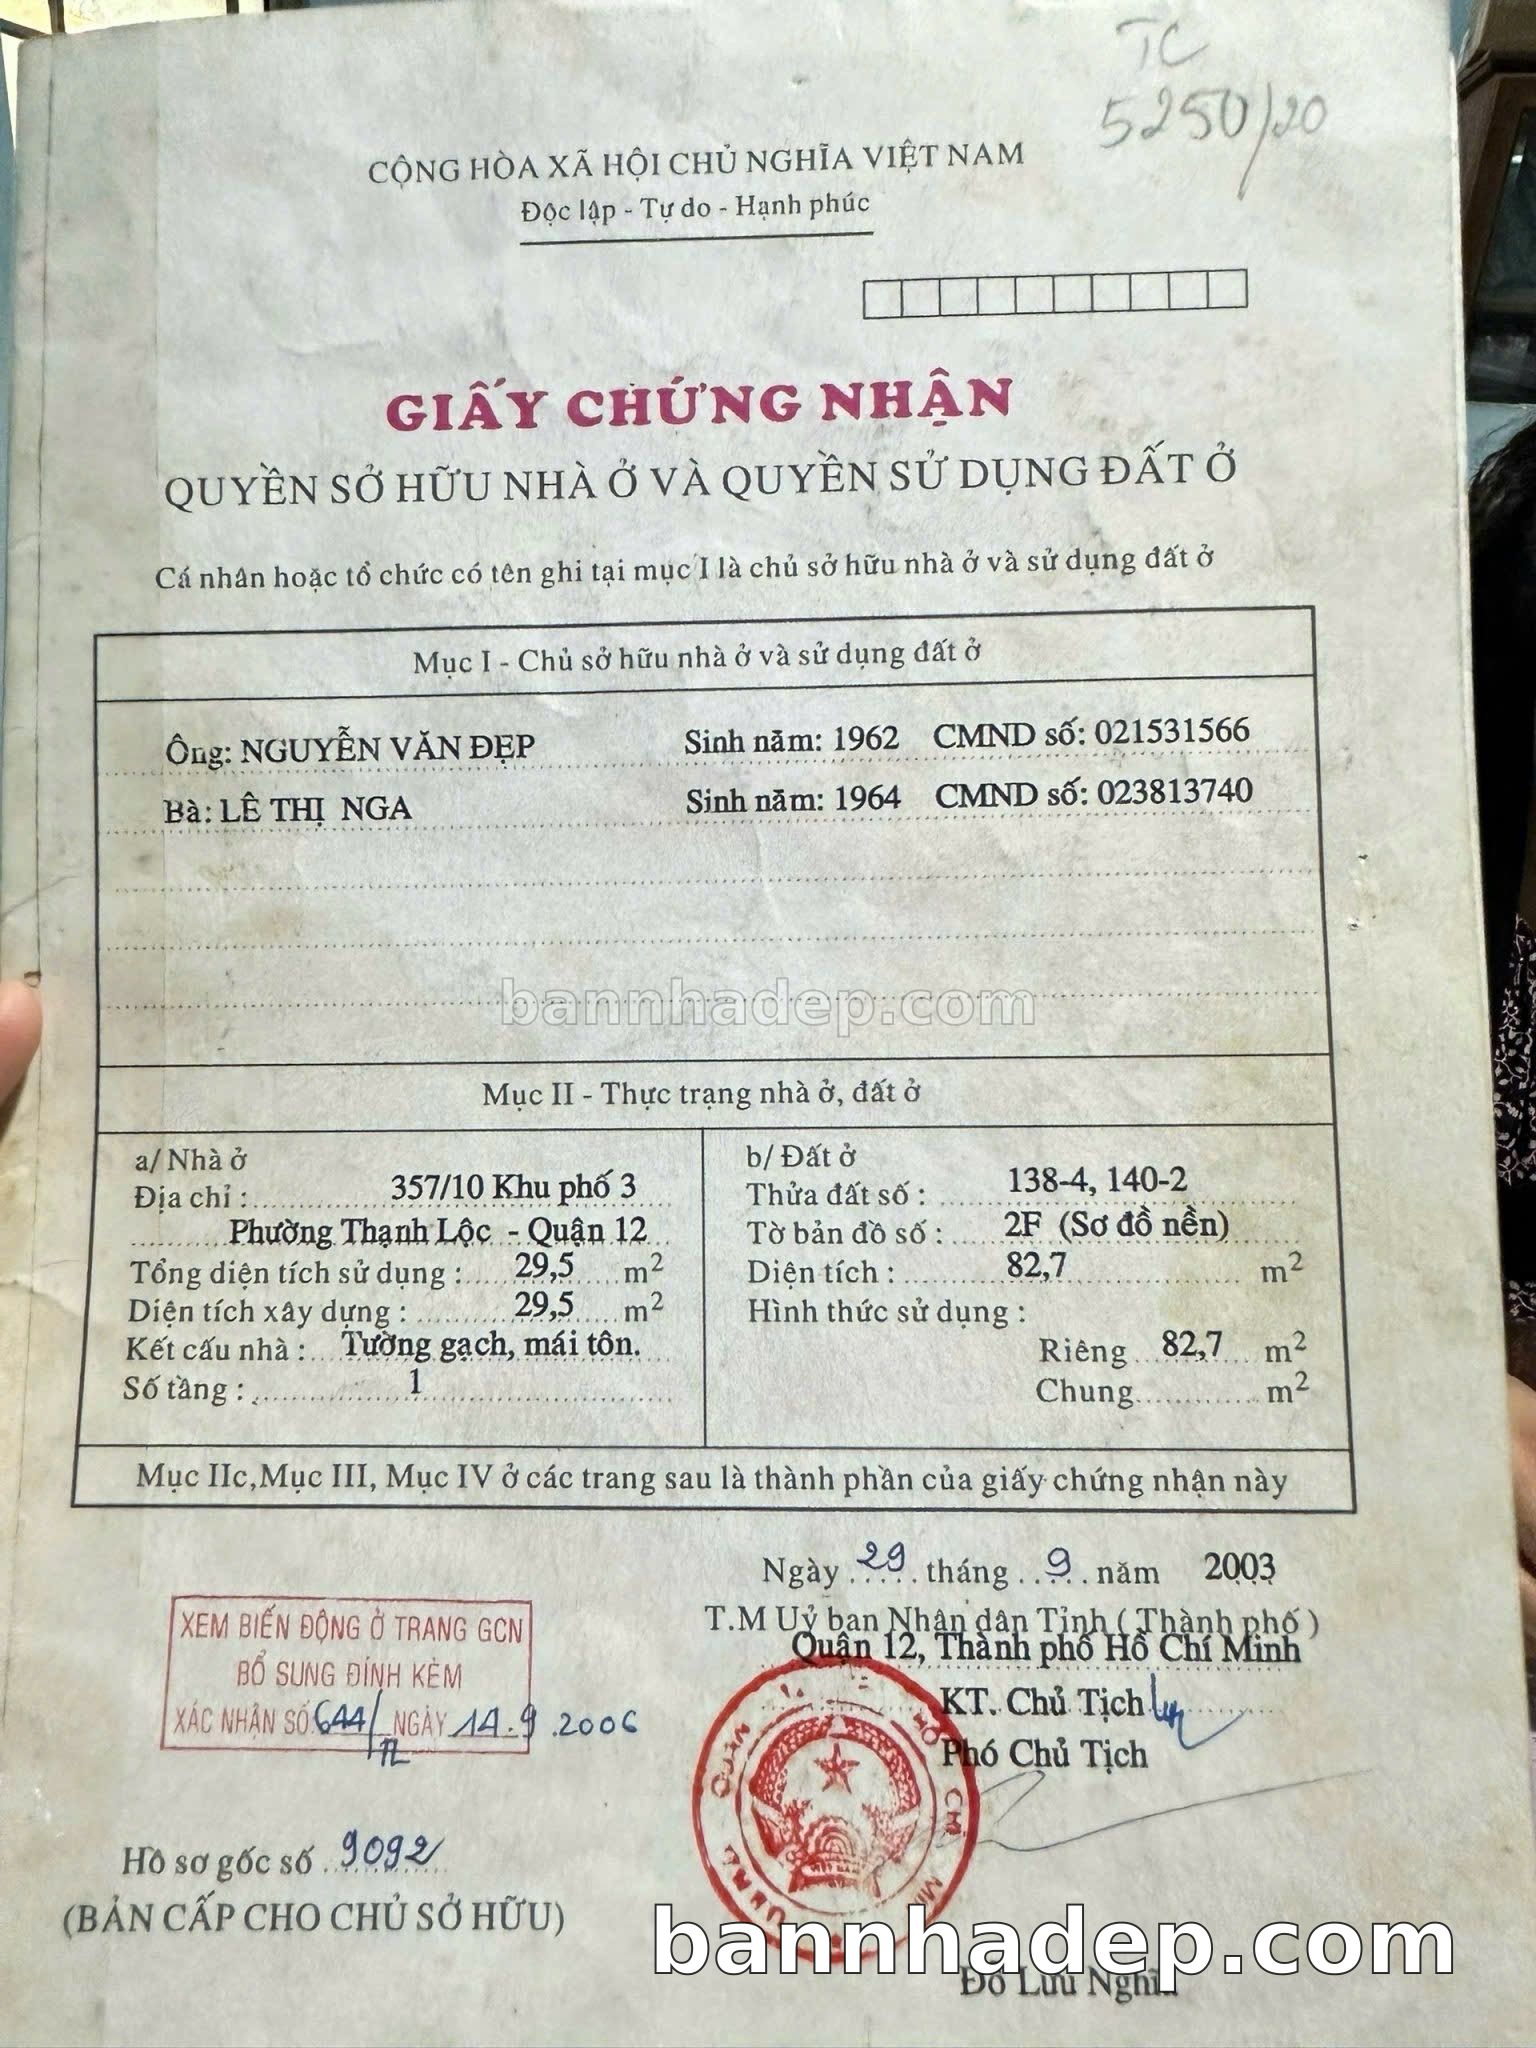 TC
5250/20
CỘNG HÒA XÃ HỘI CHỦ NGHĨA VIỆT NAM
Độc lập - Tự do - Hạnh phúc
GIẤY CHỨNG NHẬN
QUYỀN SỞ HỮU NHÀ Ở VÀ QUYỀN SỬ DỤNG ĐẤT Ở
Cá nhân hoặc tổ chức có tên ghi tại mục I là chủ sở hữu nhà ở và sử dụng đất ở
Mục I - Chủ sở hữu nhà ở và sử dụng đất ở
Ông: NGUYỄN VĂN ĐẸP Sinh năm: 1962 CMND số: 021531566
Bà: LÊ THỊ NGA Sinh năm: 1964 CMND số: 023813740
bannhadep.com
Mục II - Thực trạng nhà ở, đất ở
a/ Nhà ở
Địa chỉ : 357/10 Khu phố 3
Phường Thạnh Lộc - Quận 12
Tổng diện tích sử dụng : 29,5 m2
Diện tích xây dựng : 29,5 m2
Kết cấu nhà : Tường gạch, mái tôn.
Số tầng : 1
b/ Đất ở
Thửa đất số : 138-4, 140-2
Tờ bản đồ số : 2F (Sơ đồ nền)
Diện tích : 82,7 m2
Hình thức sử dụng :
Riêng 82,7 m2
Chung m2
Mục IIc, Mục III, Mục IV ở các trang sau là thành phần của giấy chứng nhận này
Ngày 29 tháng 9 năm 2003
T.M Uỷ ban Nhân dân Tỉnh ( Thành phố )
Quận 12, Thành phố Hồ Chí Minh
KT. Chủ Tịch
Phó Chủ Tịch
XEM BIẾN ĐỘNG Ở TRANG GCN
BỔ SUNG ĐÍNH KÈM
XÁC NHẬN SỐ 644/ NGÀY 14.9.2006
QUẬN HỒ CHÍ
VIỆT NAM
Hồ sơ gốc số 9092
(BẢN CẤP CHO CHỦ SỞ HỮU)
bannhadep.com
Đỗ Lưu Nghĩa